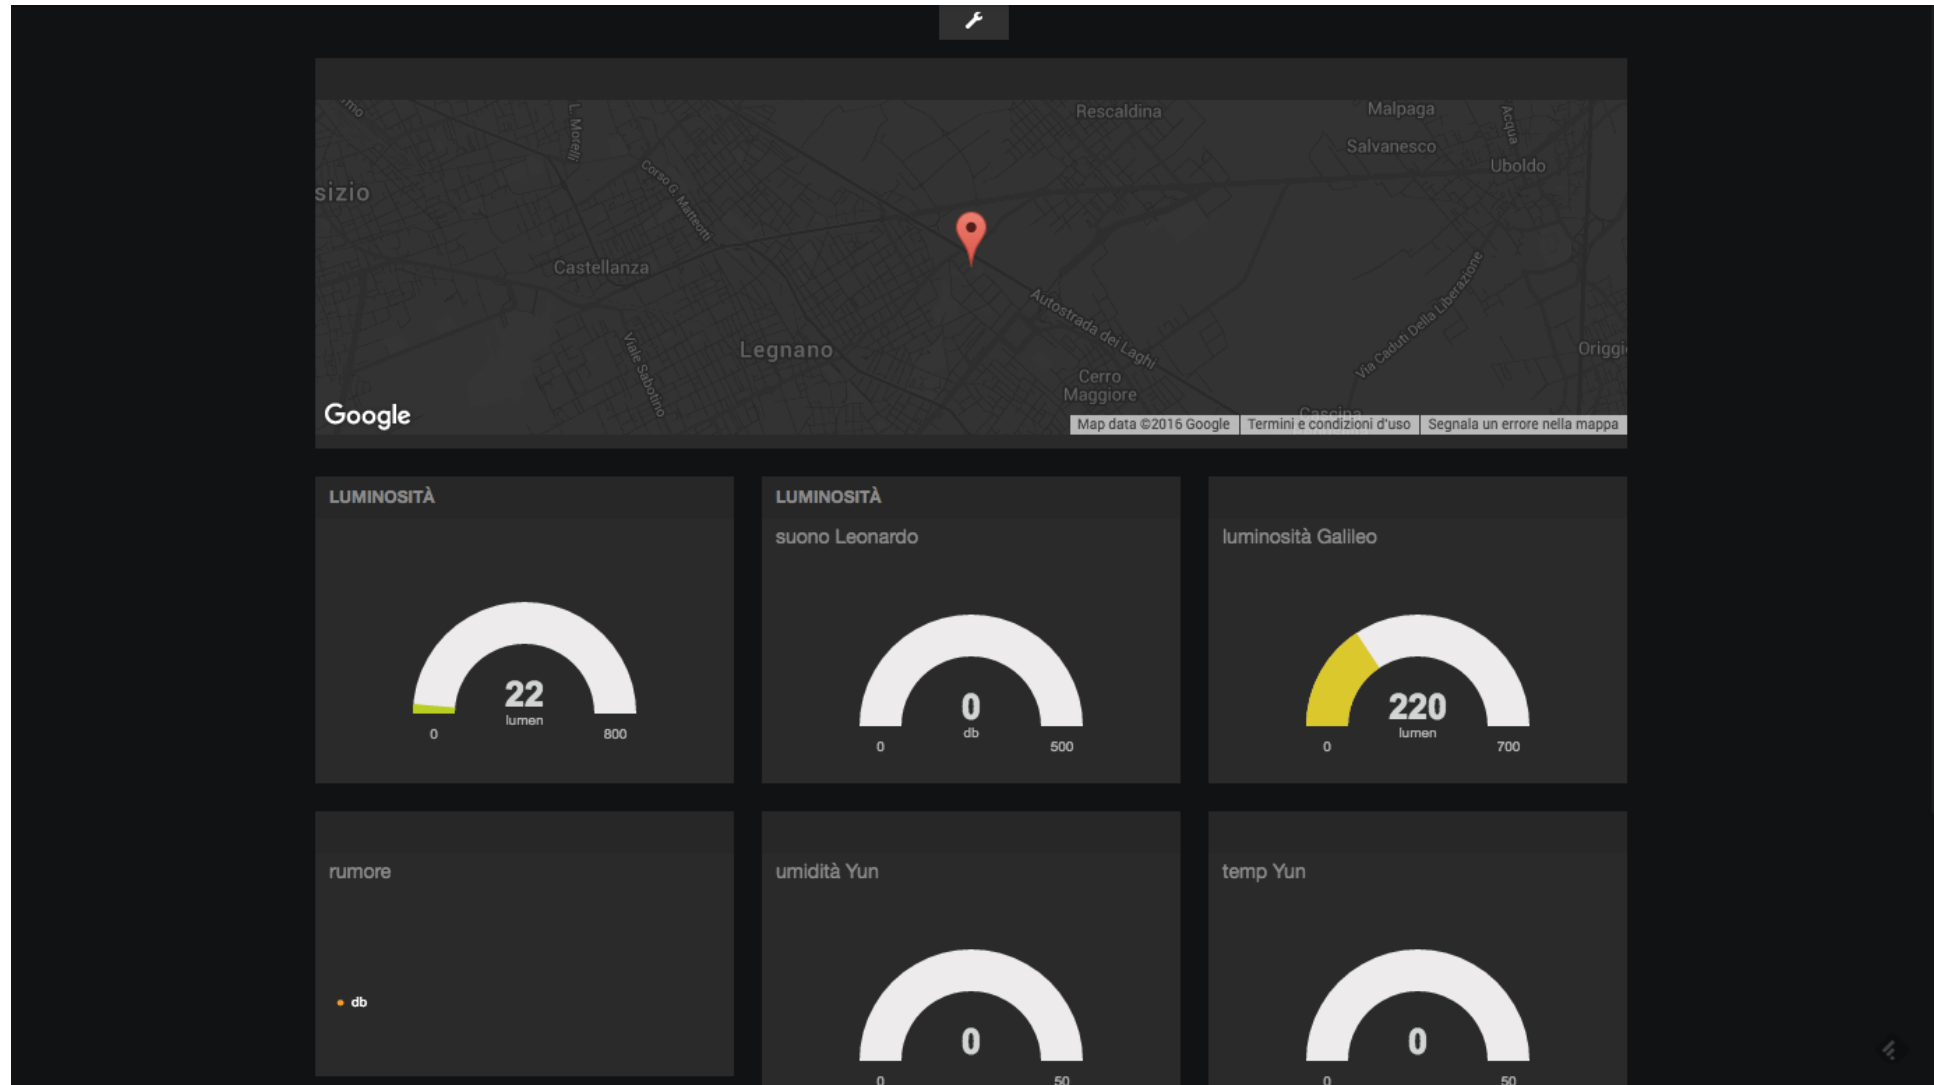 rmo
L. Morelli
Rescaldina
Malpaga
Acqua
Salvanesco
Uboldo
Corso G. Matteotti
sizio
Castellanza
Autostrada dei Laghi
Via Caduti Della Liberazione
Viale Sabotino
Legnano
Origgi
Cerro
Maggiore
Cascina
Google
Map data ©2016 Google
Termini e condizioni d'uso
Segnala un errore nella mappa
LUMINOSITÀ
22
lumen
0
800
LUMINOSITÀ
suono Leonardo
0
db
0
500
luminosità Galileo
220
lumen
0
700
rumore
db
umidità Yun
0
0
50
temp Yun
0
0
50